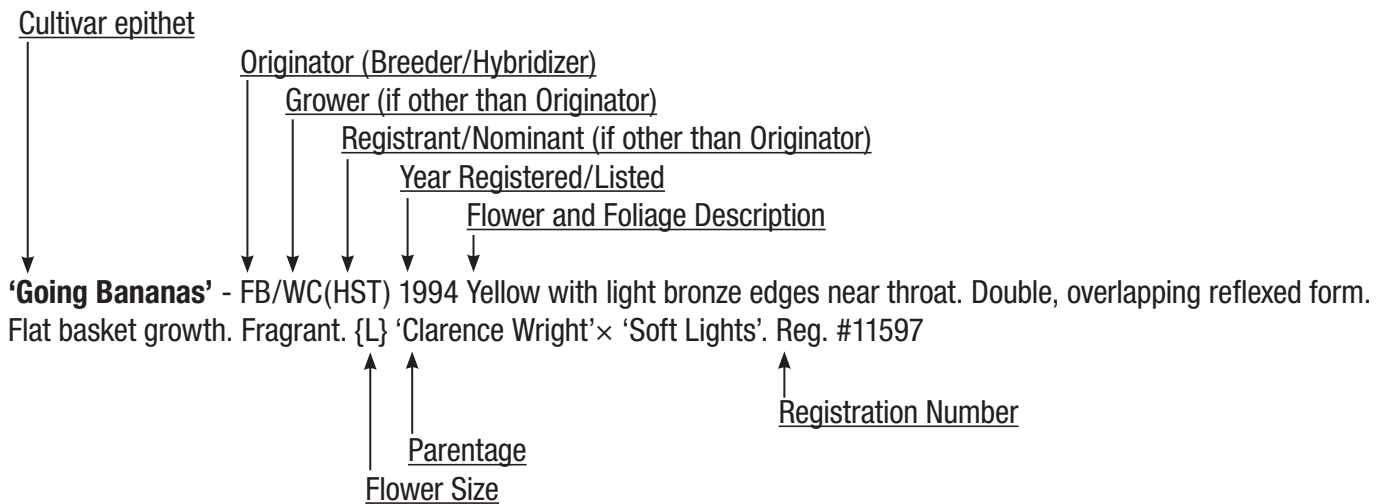 Cultivar epithet
Originator (Breeder/Hybridizer)
Grower (if other than Originator)
Registrant/Nominant (if other than Originator)
Year Registered/Listed
Flower and Foliage Description
‘Going Bananas’ - FB/WC(HST) 1994 Yellow with light bronze edges near throat. Double, overlapping reflexed form.
Flat basket growth. Fragrant. {L} ‘Clarence Wright’× ‘Soft Lights’. Reg. #11597
Registration Number
Parentage
Flower Size